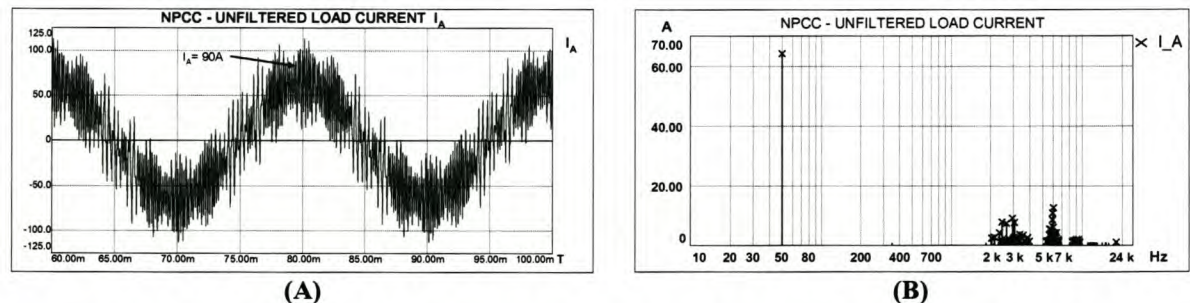 NPCC - UNFILTERED LOAD CURRENT I_A
125.0
100.0
50.0
0
-50.0
-100.0
-125.0
I_A = 90A
I_A
60.00m 65.00m 70.00m 75.00m 80.00m 85.00m 90.00m 95.00m 100.00m T
(A)
NPCC - UNFILTERED LOAD CURRENT
A
70.00
60.00
40.00
20.00
0
× I_A
10 20 30 50 80 200 400 700 2 k 3 k 5 k 7 k 24 k Hz
(B)